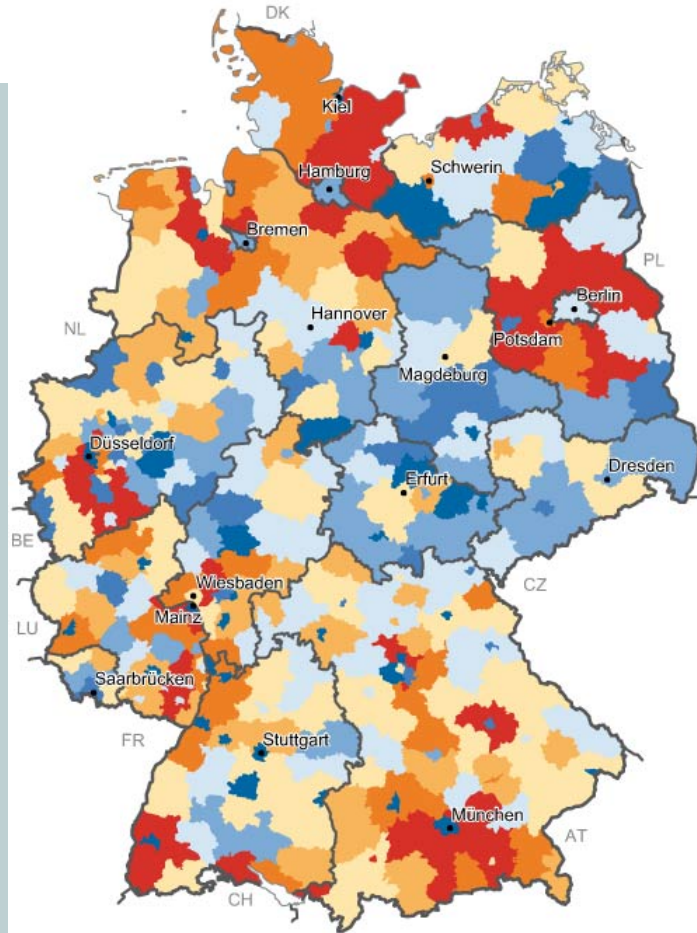 DK
Kiel
Schwerin
Hamburg
Bremen
PL
Berlin
NL
Hannover
Potsdam
Magdeburg
Düsseldorf
Dresden
Erfurt
BE
CZ
Wiesbaden
Mainz
LU
Saarbrücken
FR
Stuttgart
München
AT
CH